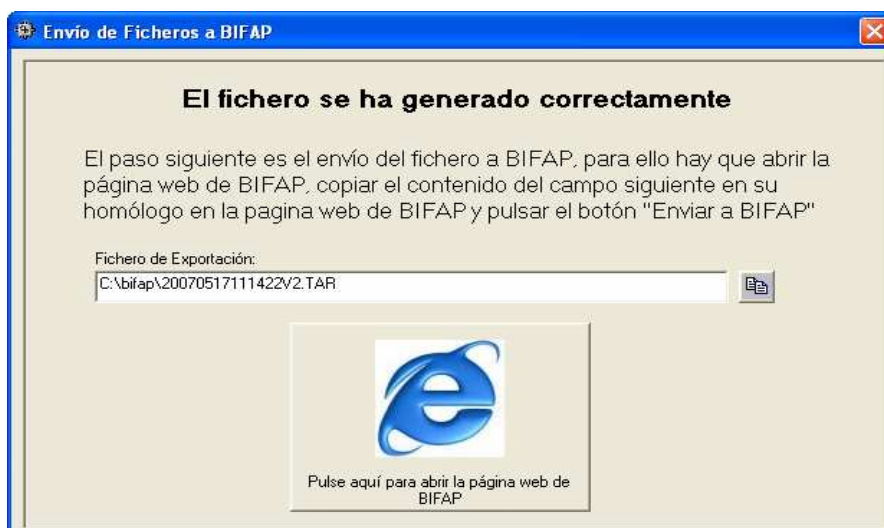 Envío de Ficheros a BIFAP
El fichero se ha generado correctamente
El paso siguiente es el envío del fichero a BIFAP, para ello hay que abrir la
página web de BIFAP, copiar el contenido del campo siguiente en su
homólogo en la pagina web de BIFAP y pulsar el botón "Enviar a BIFAP"
Fichero de Exportación:
C:\bifap\20070517111422V2.TAR
Pulse aquí para abrir la página web de
BIFAP